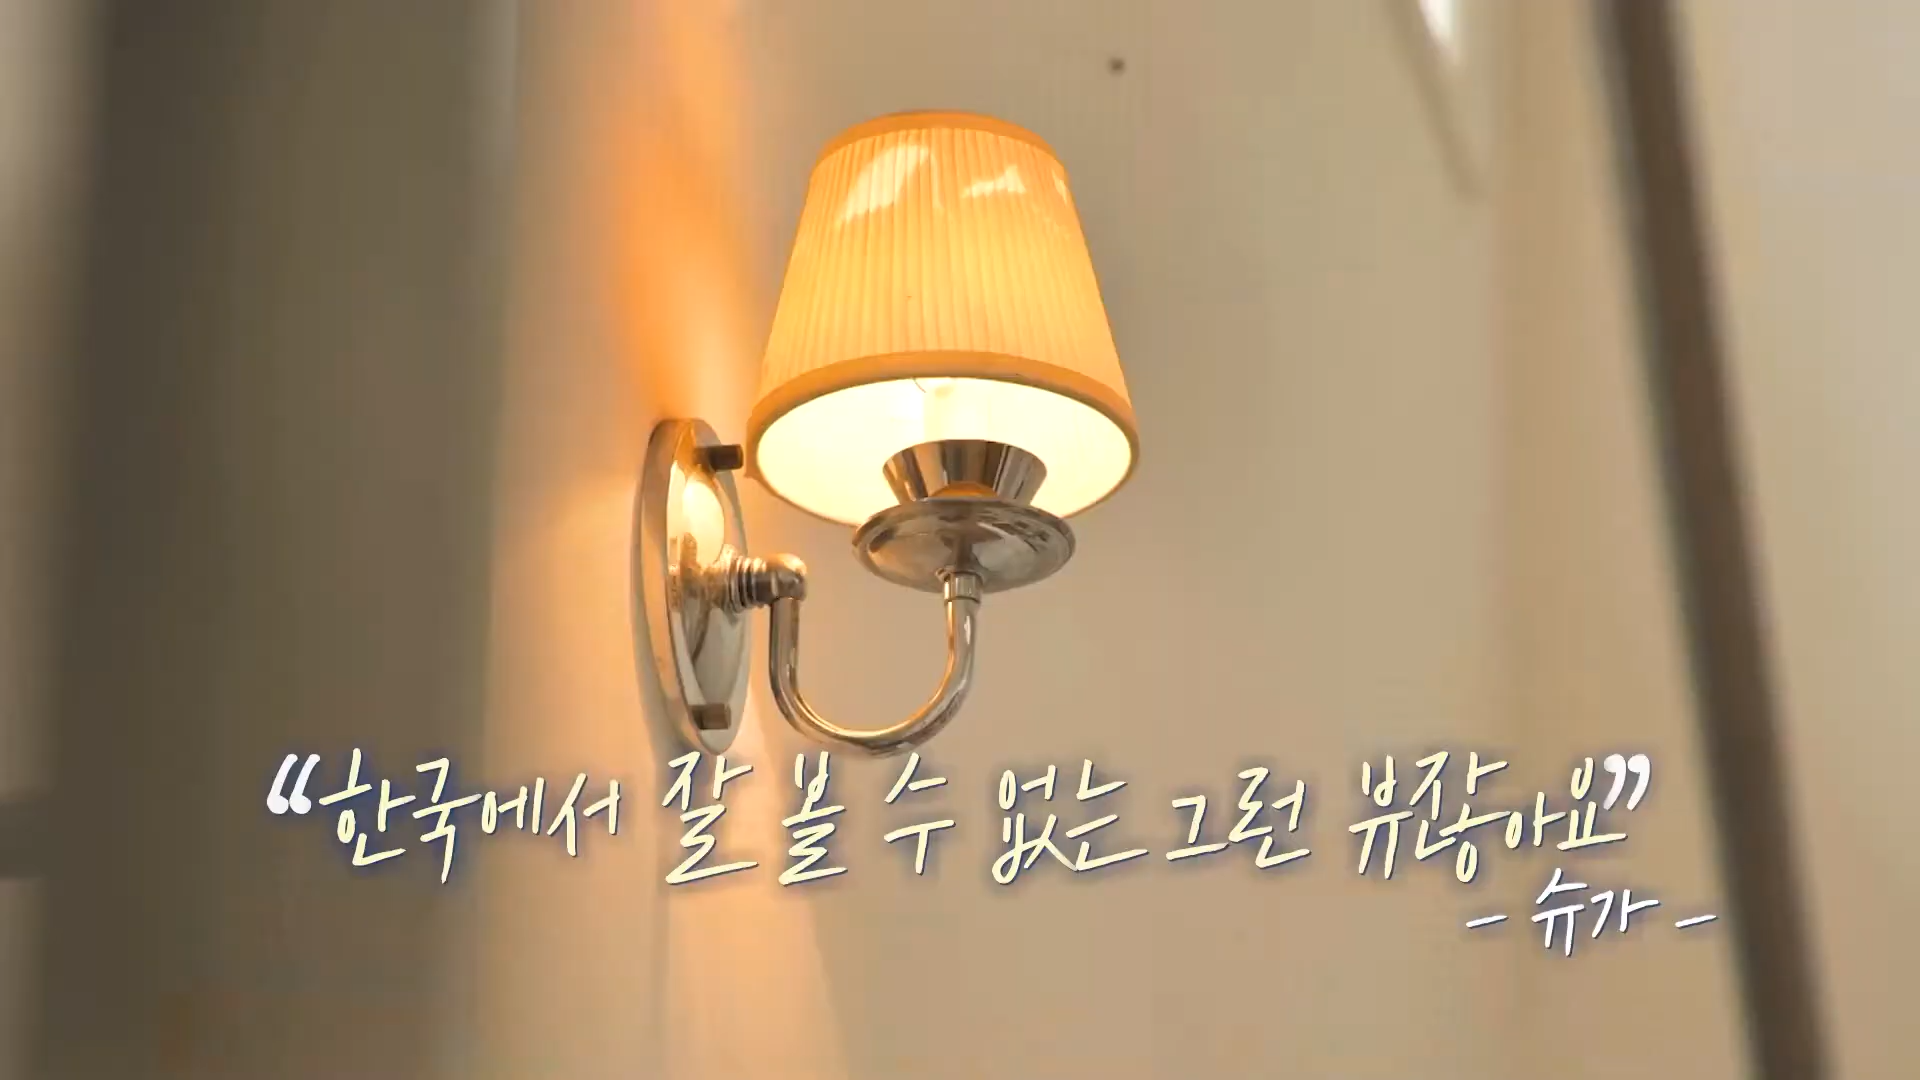 “한국에서 잘 볼 수 없는 그런 뷰잖아요”
- 슈가 -